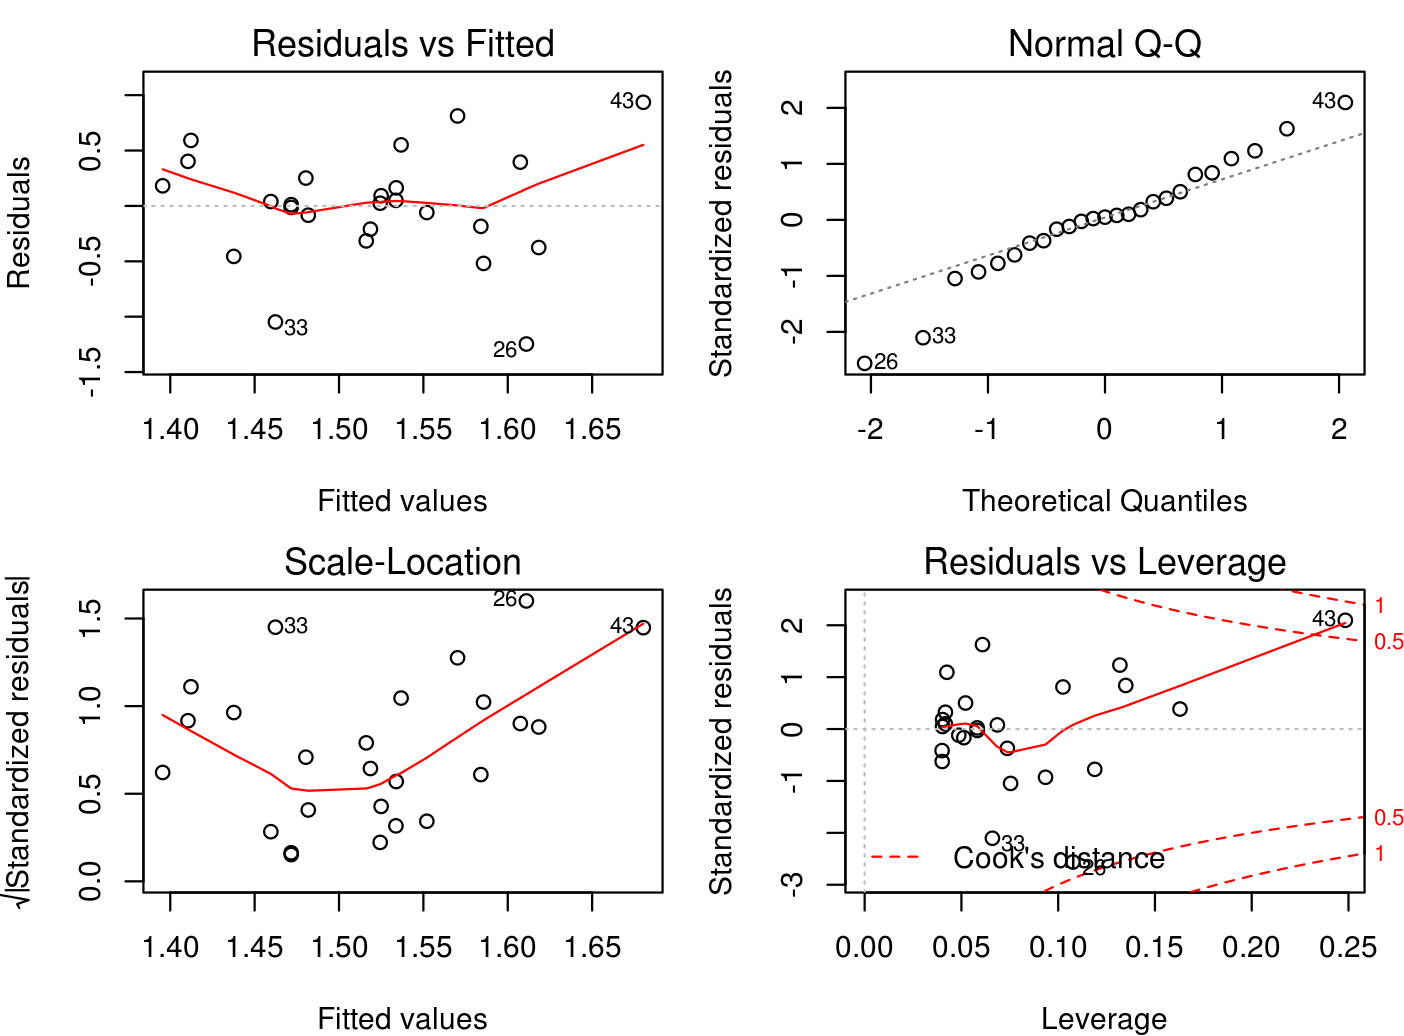 Residuals vs Fitted
Residuals
0.5
-0.5
-1.5
43
33
26
1.40 1.45 1.50 1.55 1.60 1.65
Fitted values
Normal Q-Q
Standardized residuals
2
1
0
-1
-2
43
33
26
-2 -1 0 1 2
Theoretical Quantiles
Scale-Location
√|Standardized residuals|
1.5
1.0
0.5
0.0
26
33
43
1.40 1.45 1.50 1.55 1.60 1.65
Fitted values
Residuals vs Leverage
Standardized residuals
2
1
0
-1
-3
43
1
0.5
0.5
1
33
26
Cook's distance
0.00 0.05 0.10 0.15 0.20 0.25
Leverage